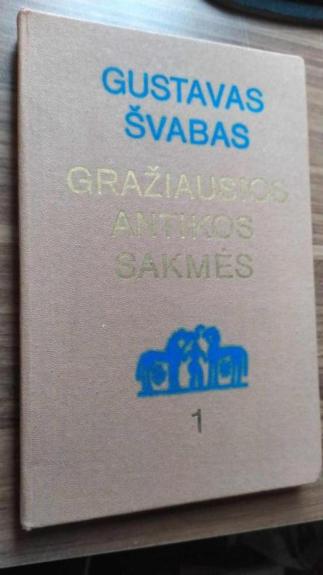 GUSTAVAS
ŠVABAS
GRAŽIAUSIOS
ANTIKOS
SAKMĖS
1